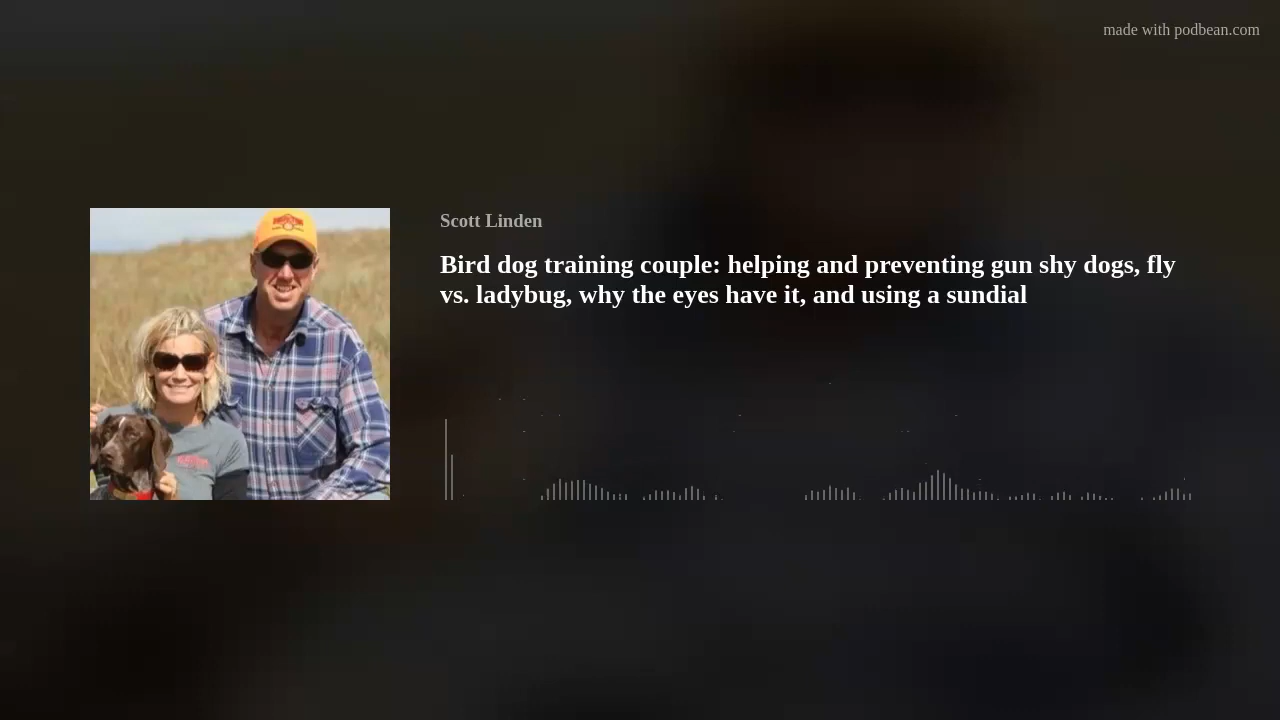 made with podbean.com
Scott Linden
Bird dog training couple: helping and preventing gun shy dogs, fly
vs. ladybug, why the eyes have it, and using a sundial